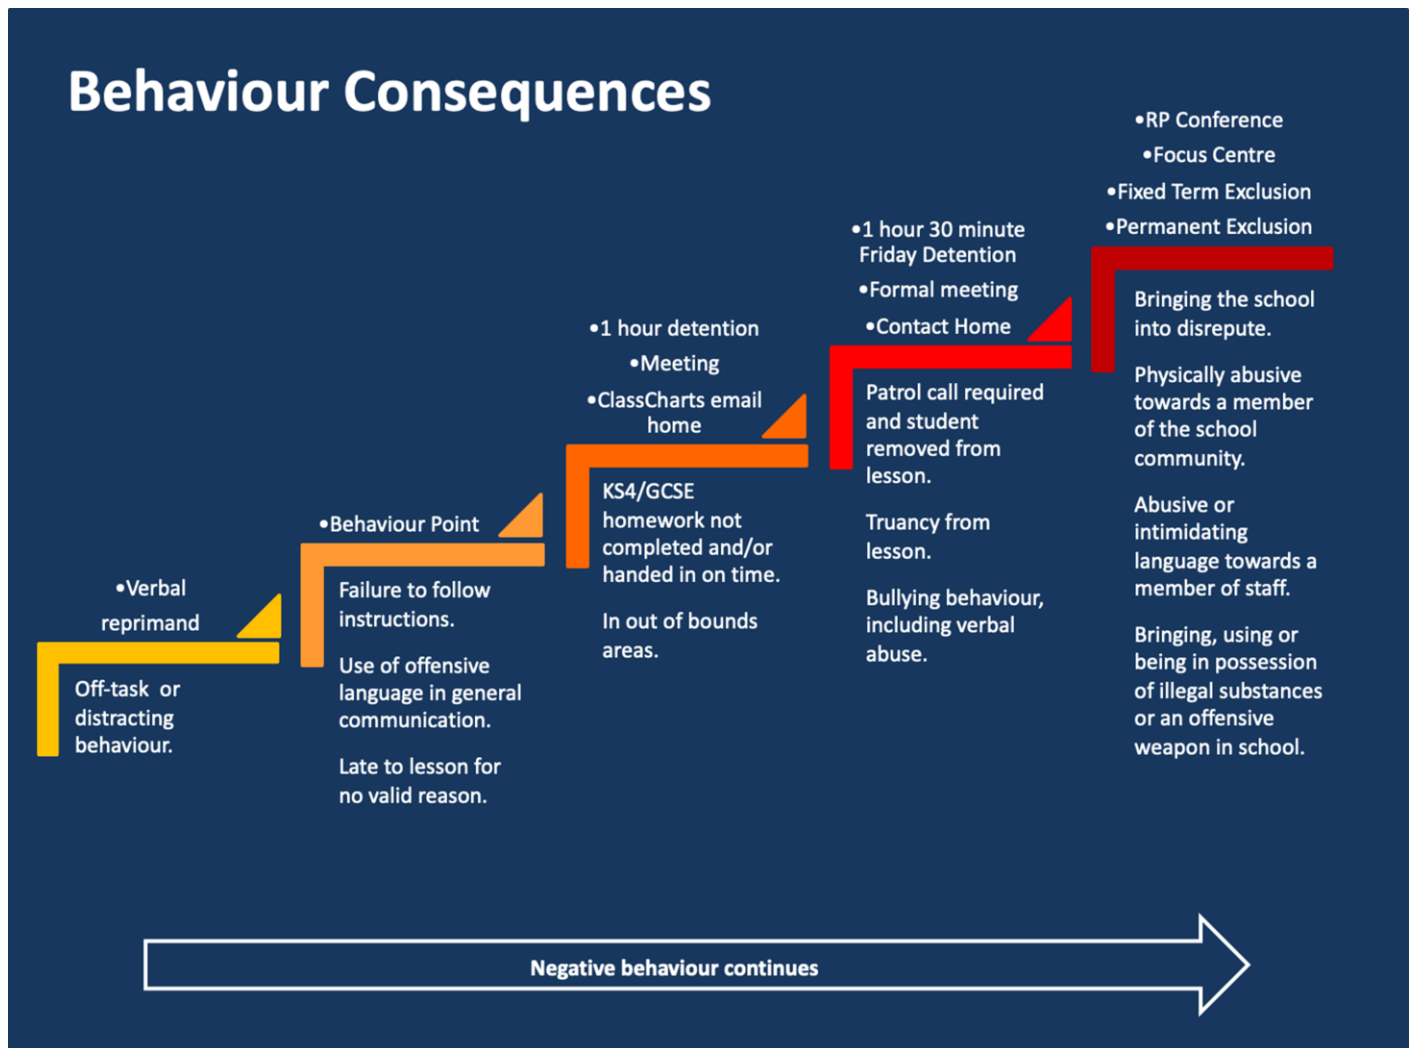 Behaviour Consequences
•Verbal
reprimand
Off-task or
distracting
behaviour.
•Behaviour Point
Failure to follow
instructions.
Use of offensive
language in general
communication.
Late to lesson for
no valid reason.
•1 hour detention
•Meeting
•ClassCharts email
home
KS4/GCSE
homework not
completed and/or
handed in on time.
In out of bounds
areas.
•1 hour 30 minute
Friday Detention
•Formal meeting
•Contact Home
Patrol call required
and student
removed from
lesson.
Truancy from
lesson.
Bullying behaviour,
including verbal
abuse.
•RP Conference
•Focus Centre
•Fixed Term Exclusion
•Permanent Exclusion
Bringing the school
into disrepute.
Physically abusive
towards a member
of the school
community.
Abusive or
intimidating
language towards a
member of staff.
Bringing, using or
being in possession
of illegal substances
or an offensive
weapon in school.
Negative behaviour continues